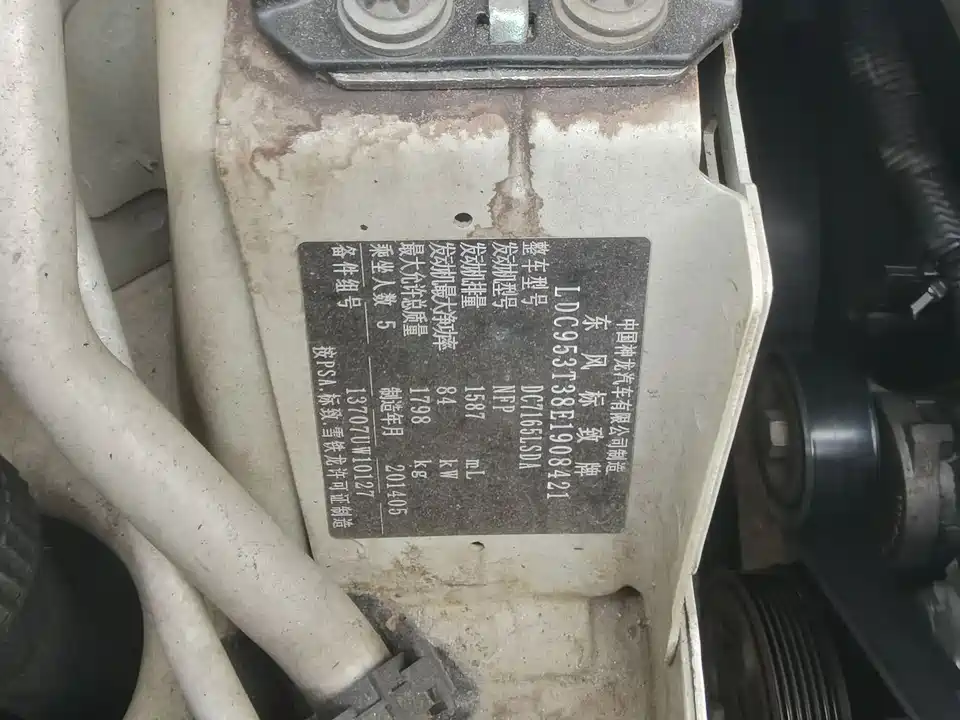 中国神龙汽车有限公司制造
东风标致牌
LDC953T38E1908421
整车型号 DC7165LSDA
发动机型号 NFP
发动机排量 1587 mL
发动机最大净功率 84 kW
最大允许总质量 1798 kg
乘坐人数 5 制造年月 201405
备件组号 13707UW10127
按PSA.标致.雪铁龙许可证制造